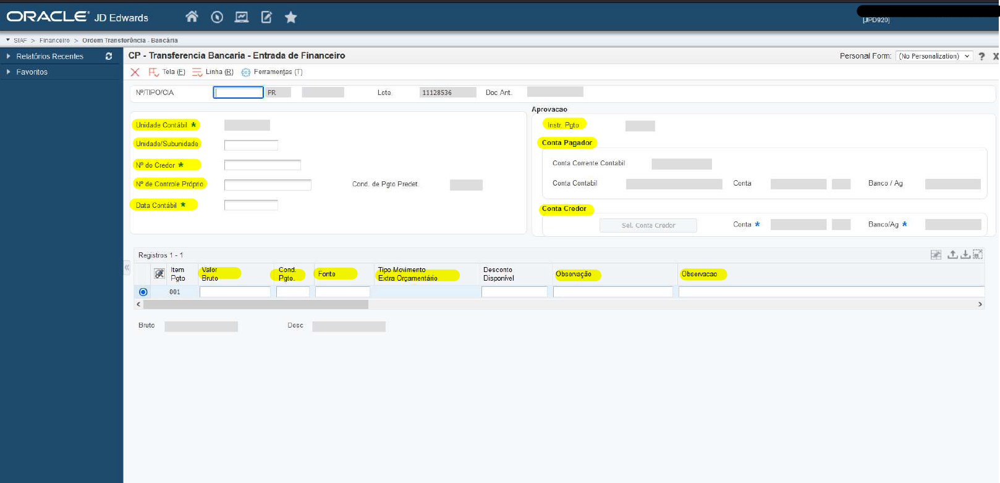 ORACLE® JD Edwards
[JPD920]
SIAF > Financeiro > Ordem Transferência - Bancária
Relatórios Recentes
Favoritos
CP - Transferencia Bancaria - Entrada de Financeiro
Personal Form: (No Personalization) ? X
Tela (F) Linha (R) Ferramentas (T)
Nº/TIPO/CIA PR Lote 11128536 Doc Ant.
Unidade Contábil *
Unidade/Subunidade
Nº do Credor *
Nº de Controle Próprio Cond. de Pgto Predet.
Data Contábil *
Aprovacao
Instr. Pgto
Conta Pagador
Conta Corrente Contabil
Conta Contabil Conta Banco / Ag
Conta Credor
Sel. Conta Credor Conta * Banco/Ag *
Registros 1 - 1
Item Pgto
Valor Bruto
Cond. Pgto.
Fonte
Tipo Movimento Extra Orçamentário
Desconto Disponível
Observação
Observacao
001
Bruto Desc